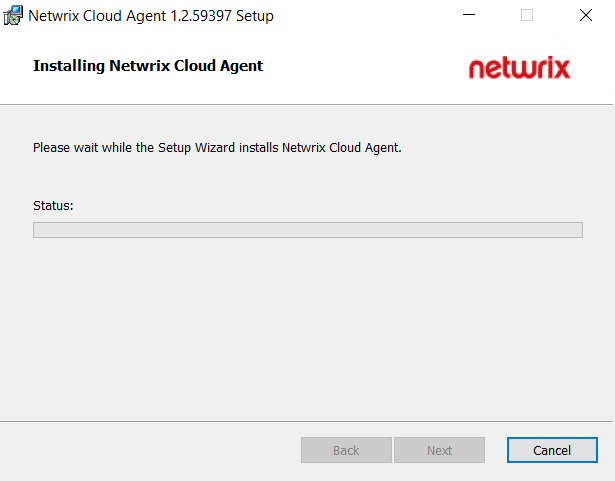 Netwrix Cloud Agent 1.2.59397 Setup
Installing Netwrix Cloud Agent
netwrix
Please wait while the Setup Wizard installs Netwrix Cloud Agent.
Status:
Back
Next
Cancel